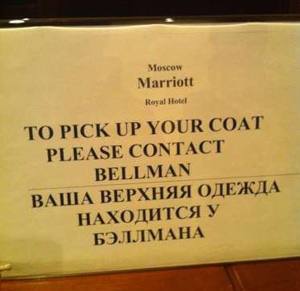 Moscow
Marriott
Royal Hotel
TO PICK UP YOUR COAT
PLEASE CONTACT
BELLMAN
ВАША ВЕРХНЯЯ ОДЕЖДА
НАХОДИТСЯ У
БЭЛЛМАНА